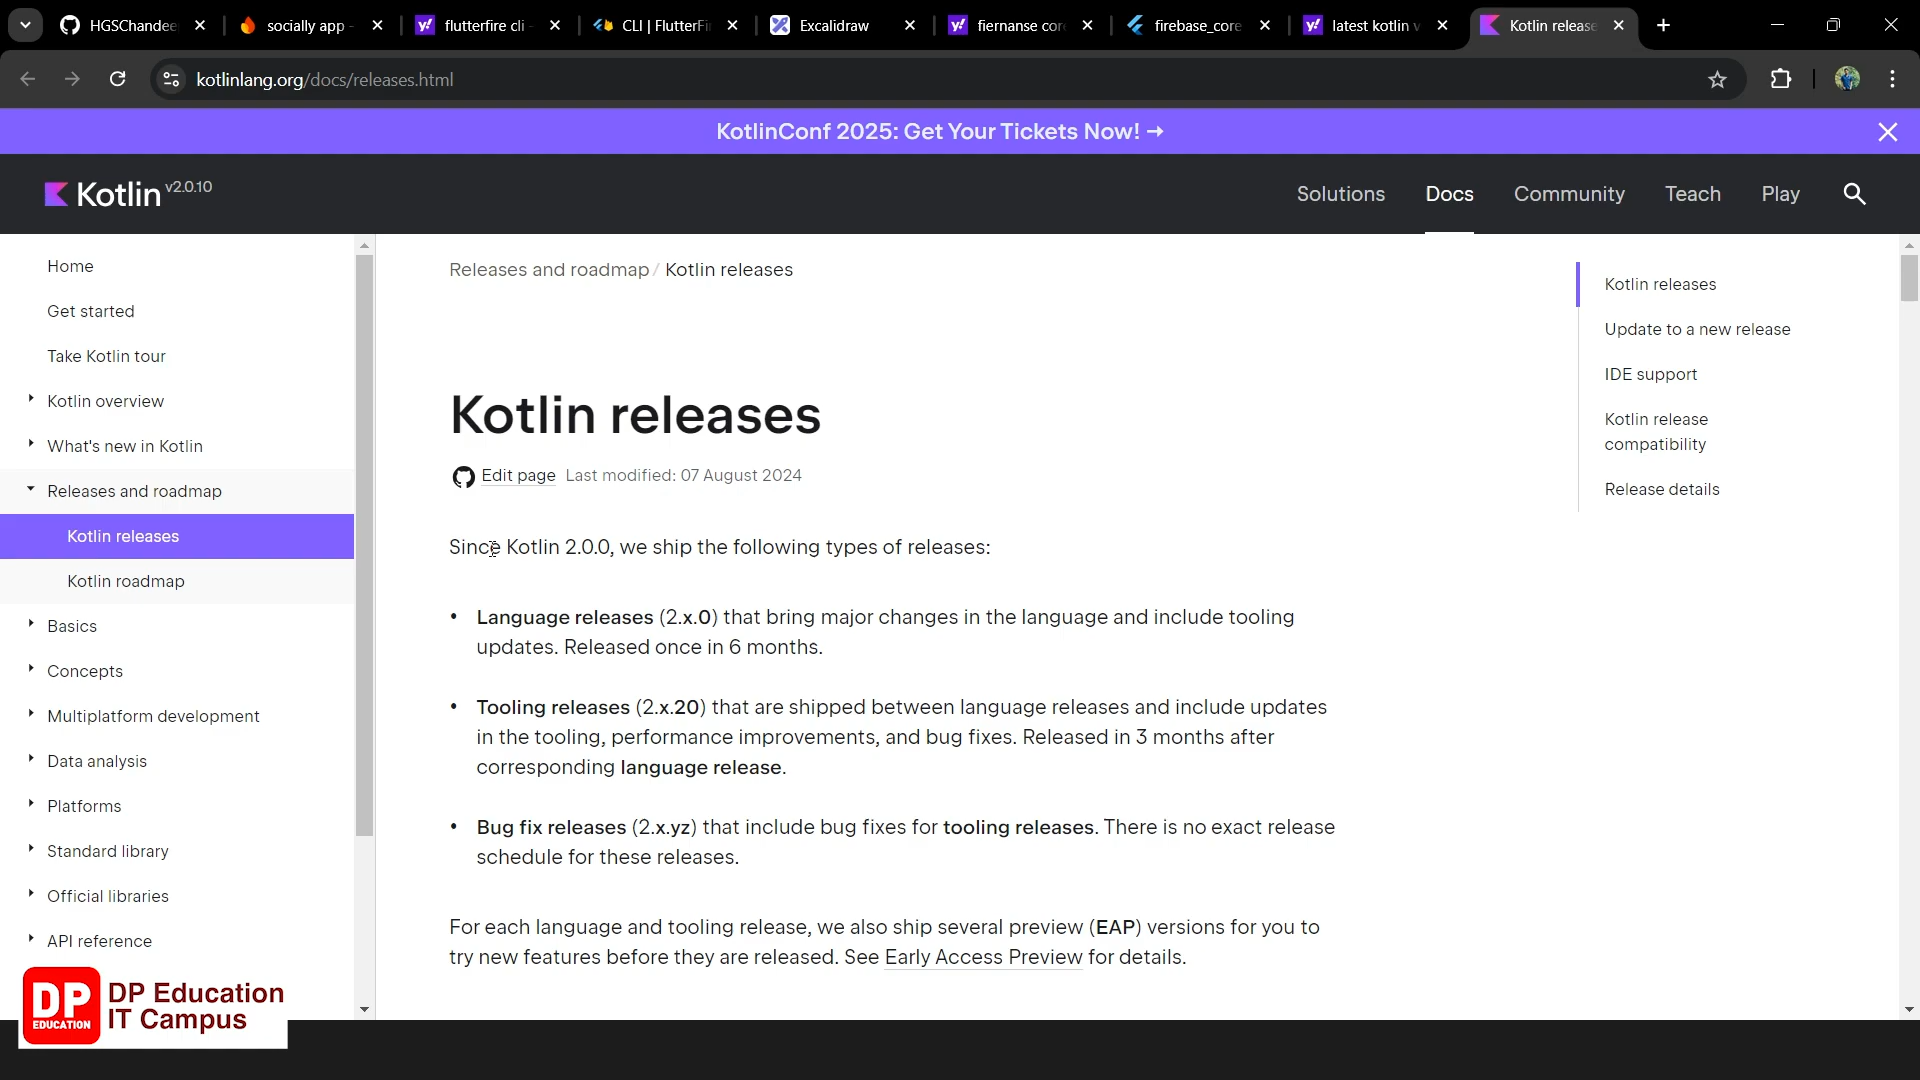 HGSChandee
socially app -
flutterfire cli -
CLI | FlutterFi
Excalidraw
fiernanse cor
firebase_core
latest kotlin v
Kotlin release
kotlinlang.org/docs/releases.html
KotlinConf 2025: Get Your Tickets Now! →
Kotlin v2.0.10
Solutions
Docs
Community
Teach
Play
Home
Get started
Take Kotlin tour
Kotlin overview
What's new in Kotlin
Releases and roadmap
Kotlin releases
Kotlin roadmap
Basics
Concepts
Multiplatform development
Data analysis
Platforms
Standard library
Official libraries
API reference
Releases and roadmap / Kotlin releases
Kotlin releases
Edit page Last modified: 07 August 2024
Since Kotlin 2.0.0, we ship the following types of releases:
• Language releases (2.x.0) that bring major changes in the language and include tooling
updates. Released once in 6 months.
• Tooling releases (2.x.20) that are shipped between language releases and include updates
in the tooling, performance improvements, and bug fixes. Released in 3 months after
corresponding language release.
• Bug fix releases (2.x.yz) that include bug fixes for tooling releases. There is no exact release
schedule for these releases.
For each language and tooling release, we also ship several preview (EAP) versions for you to
try new features before they are released. See Early Access Preview for details.
Kotlin releases
Update to a new release
IDE support
Kotlin release
compatibility
Release details
DP
EDUCATION
DP Education
IT Campus